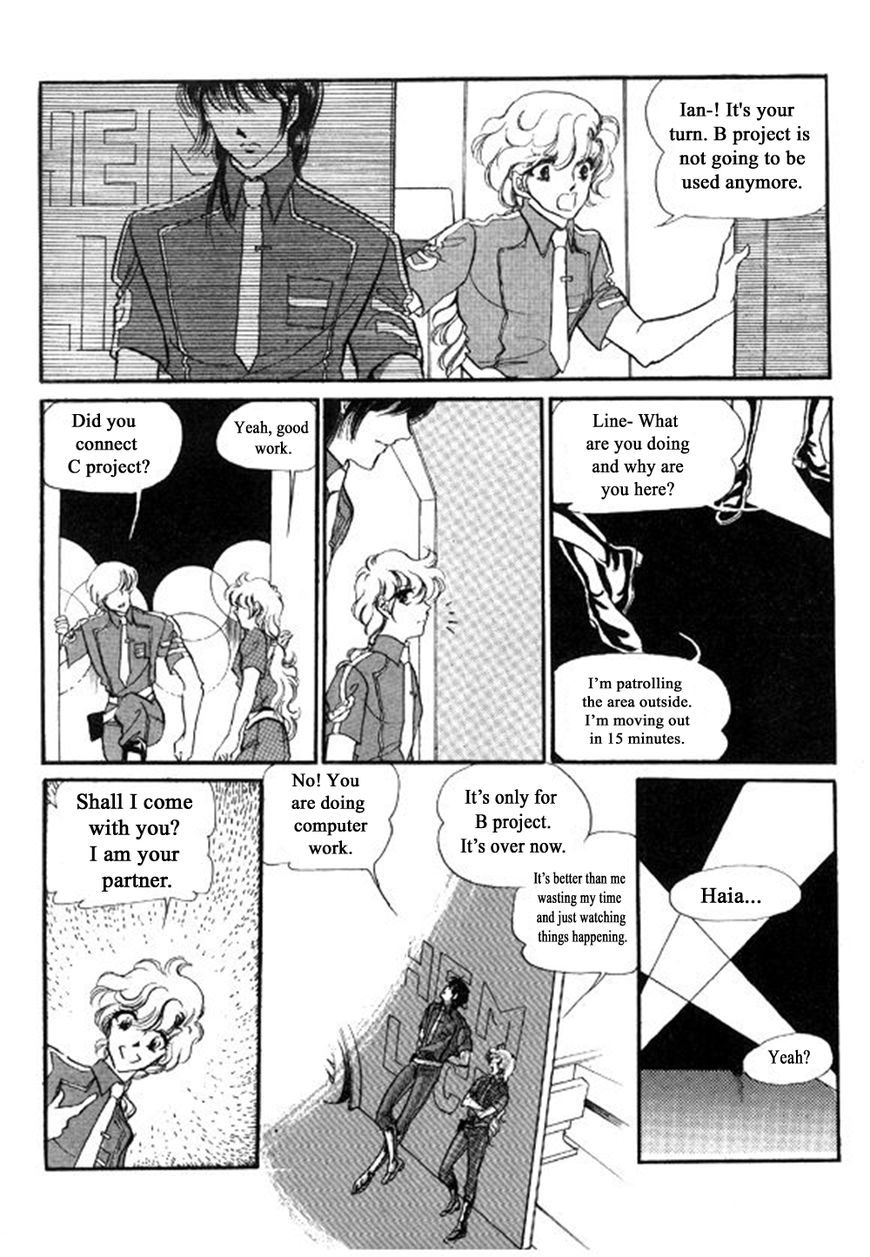 Ian-! It's your
turn. B project is
not going to be
used anymore.
Did you
connect
C project?
Yeah, good
work.
Line- What
are you doing
and why are
you here?
I'm patrolling
the area outside.
I'm moving out
in 15 minutes.
Shall I come
with you?
I am your
partner.
No! You
are doing
computer
work.
It's only for
B project.
It's over now.
It's better than me
wasting my time
and just watching
things happening.
Haia...
Yeah?